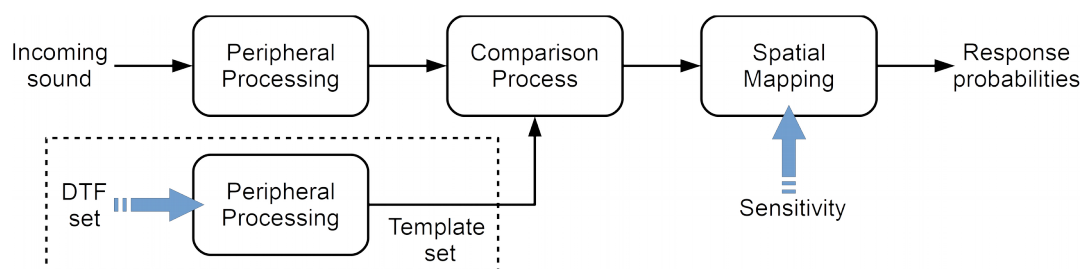 Incoming
sound
Peripheral
Processing
Comparison
Process
Spatial
Mapping
Response
probabilities
DTF
set
Peripheral
Processing
Template
set
Sensitivity